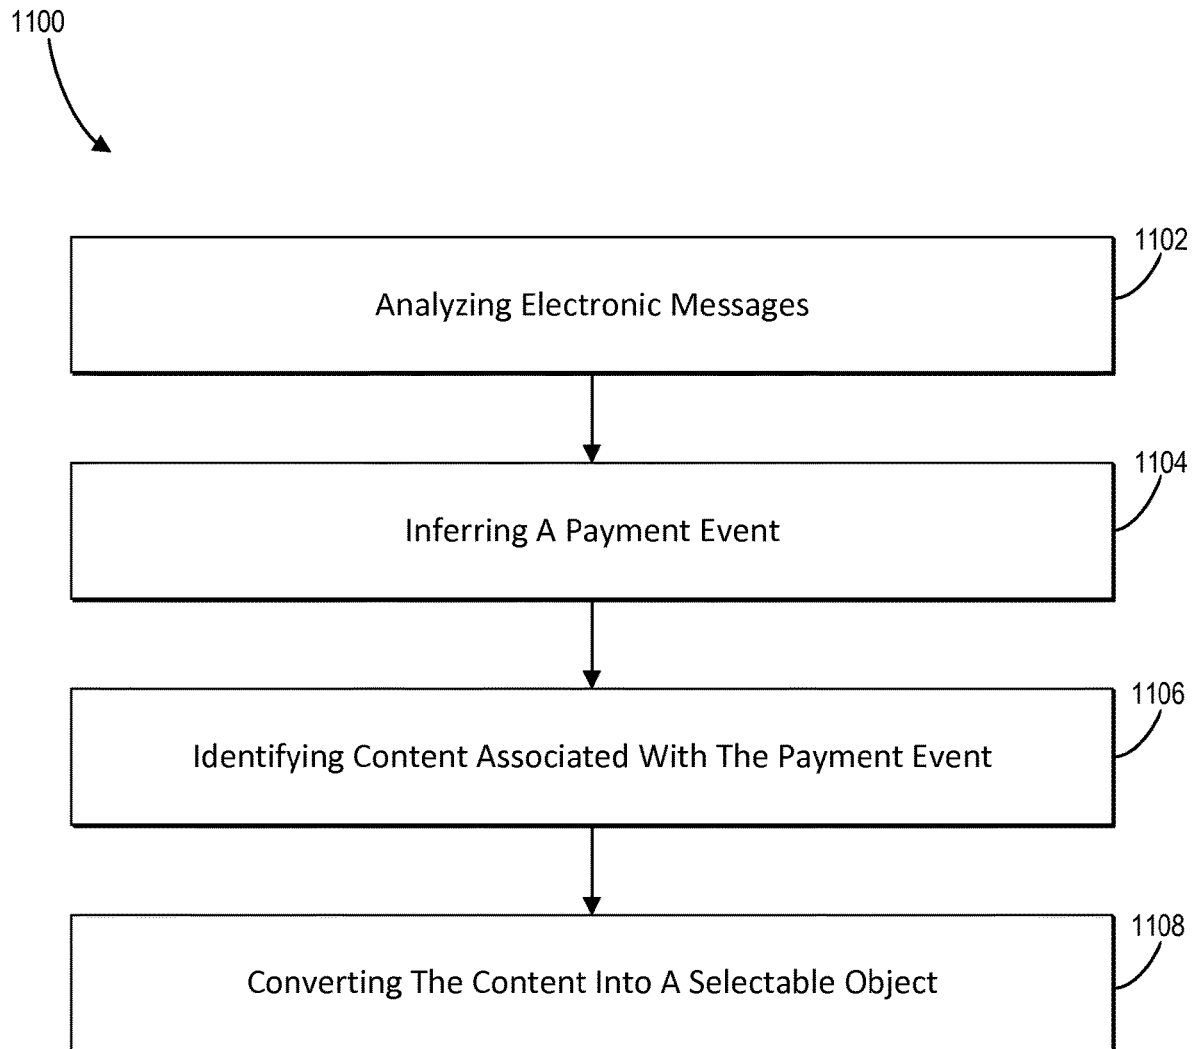 1100
1102
Analyzing Electronic Messages
1104
Inferring A Payment Event
1106
Identifying Content Associated With The Payment Event
1108
Converting The Content Into A Selectable Object